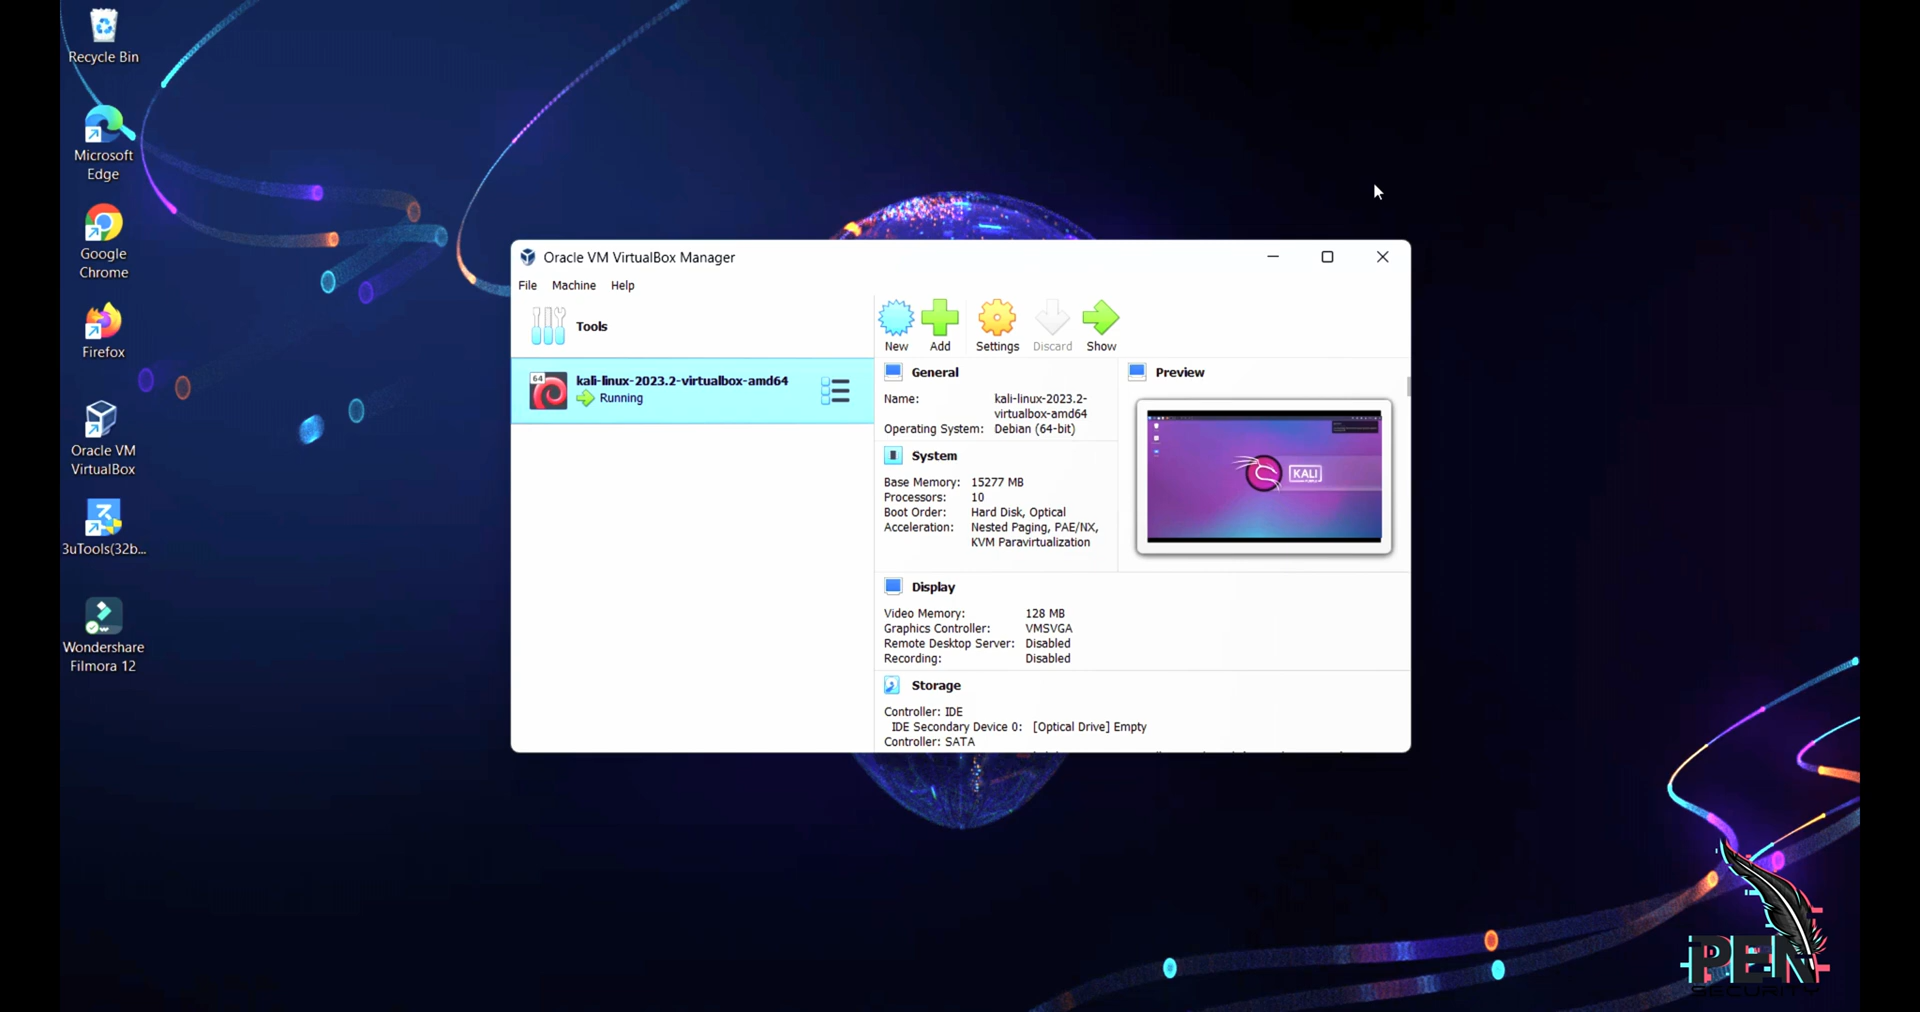 Recycle Bin
Microsoft
Edge
Google
Chrome
Firefox
Oracle VM
VirtualBox
3uTools(32b...
Wondershare
Filmora 12
Oracle VM VirtualBox Manager
File Machine Help
Tools
New Add Settings Discard Show
64
kali-linux-2023.2-virtualbox-amd64
Running
General
Name: kali-linux-2023.2-
virtualbox-amd64
Operating System: Debian (64-bit)
System
Base Memory: 15277 MB
Processors: 10
Boot Order: Hard Disk, Optical
Acceleration: Nested Paging, PAE/NX,
KVM Paravirtualization
Preview
KALI
Display
Video Memory: 128 MB
Graphics Controller: VMSVGA
Remote Desktop Server: Disabled
Recording: Disabled
Storage
Controller: IDE
IDE Secondary Device 0: [Optical Drive] Empty
Controller: SATA
PEN
SECURITY